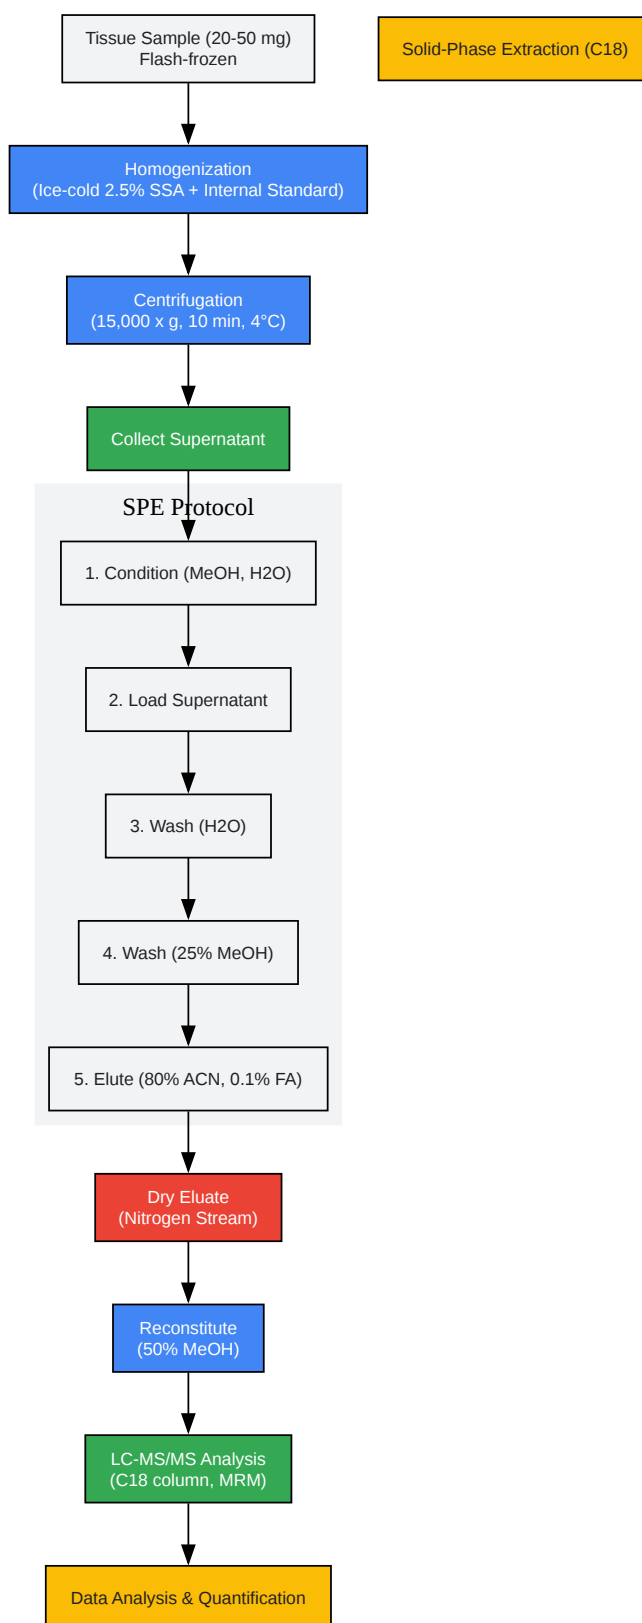 Tissue Sample (20-50 mg)
Flash-frozen
Solid-Phase Extraction (C18)
Homogenization
(Ice-cold 2.5% SSA + Internal Standard)
Centrifugation
(15,000 x g, 10 min, 4°C)
Collect Supernatant
SPE Protocol
1. Condition (MeOH, H2O)
2. Load Supernatant
3. Wash (H2O)
4. Wash (25% MeOH)
5. Elute (80% ACN, 0.1% FA)
Dry Eluate
(Nitrogen Stream)
Reconstitute
(50% MeOH)
LC-MS/MS Analysis
(C18 column, MRM)
Data Analysis & Quantification